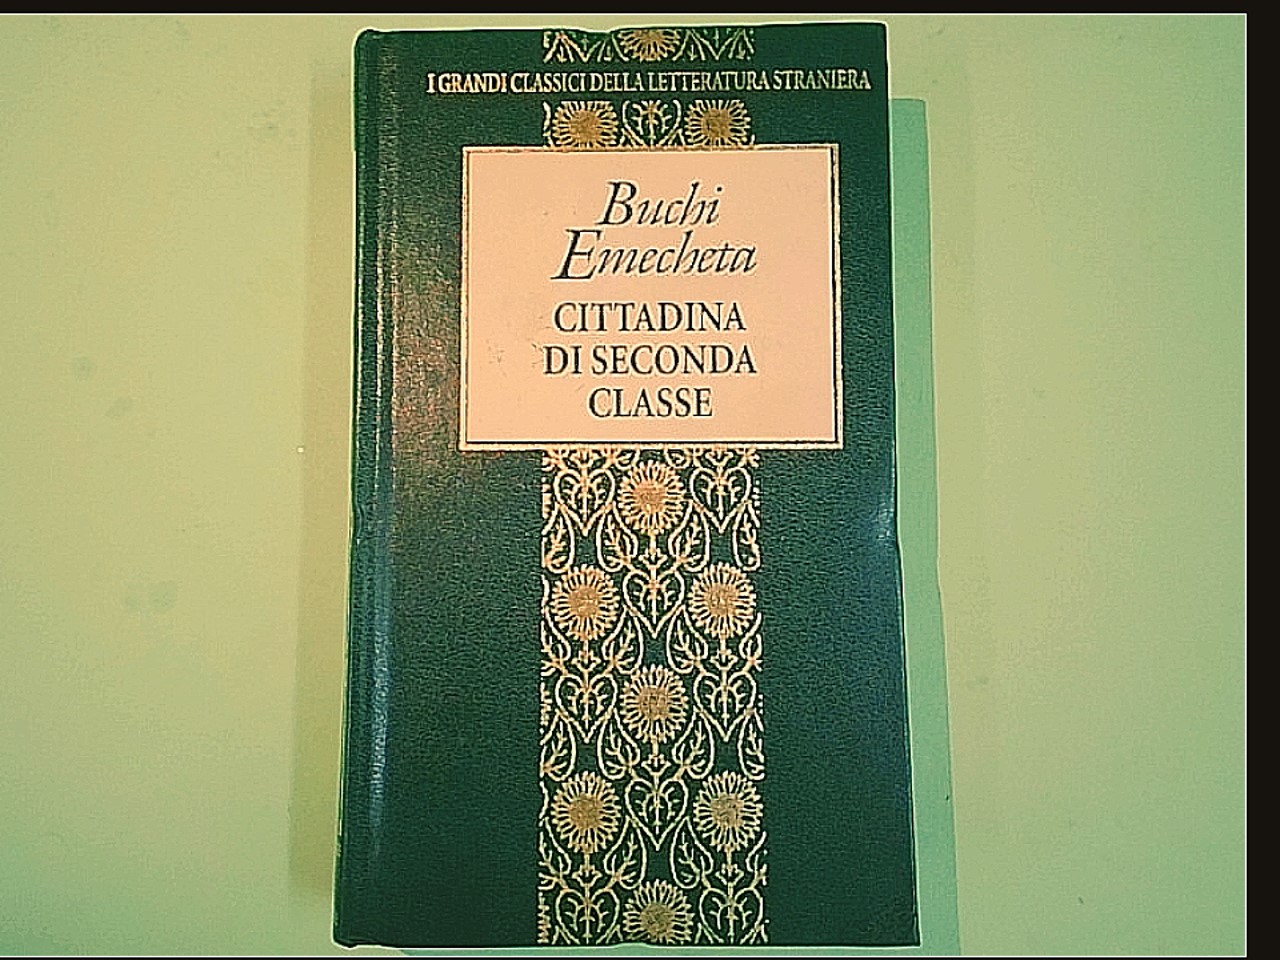 I GRANDI CLASSICI DELLA LETTERATURA STRANIERA
Buchi
Emecheta
CITTADINA
DI SECONDA
CLASSE